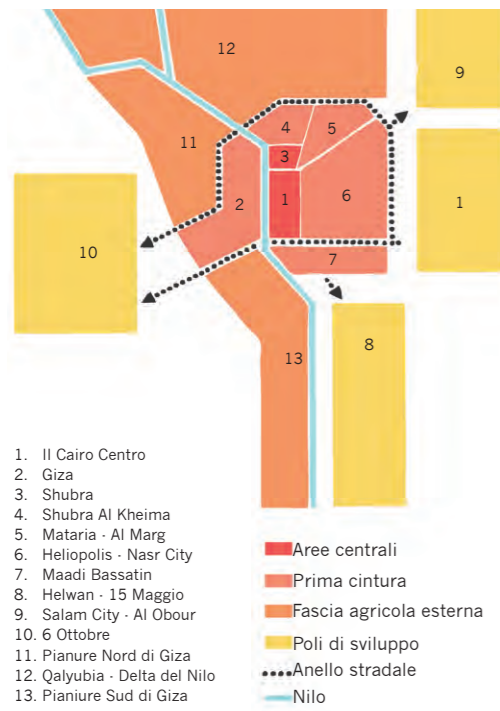 12
9
4
5
11
3
2
1
6
1
10
7
8
13
1. Il Cairo Centro
2. Giza
3. Shubra
4. Shubra Al Kheima
5. Mataria - Al Marg
6. Heliopolis - Nasr City
7. Maadi Bassatin
8. Helwan - 15 Maggio
9. Salam City - Al Obour
10. 6 Ottobre
11. Pianure Nord di Giza
12. Qalyubia - Delta del Nilo
13. Pianiure Sud di Giza
Aree centrali
Prima cintura
Fascia agricola esterna
Poli di sviluppo
Anello stradale
Nilo